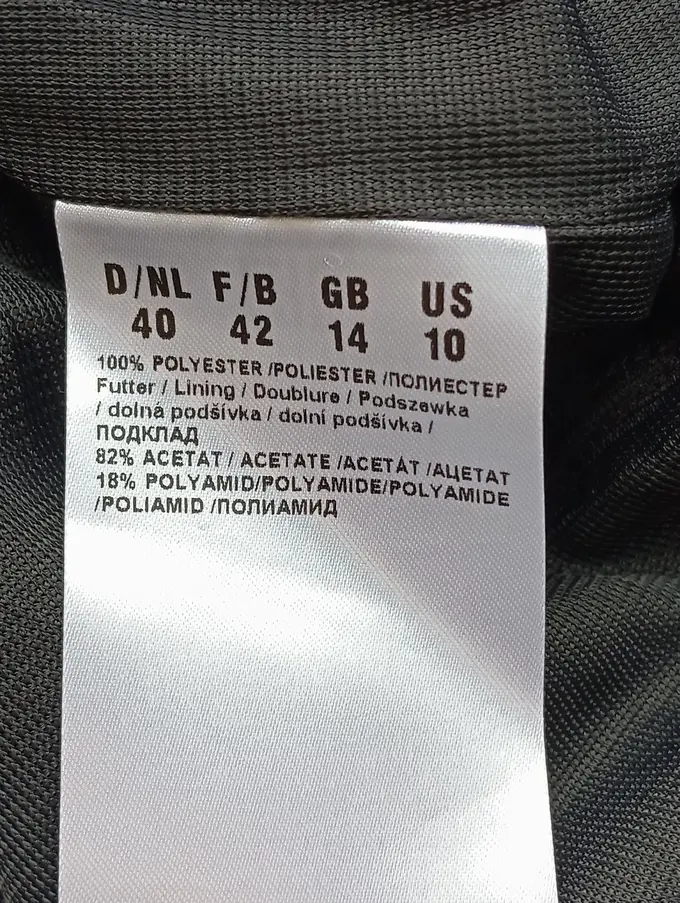 D/NL F/B GB US
40 42 14 10
100% POLYESTER /POLIESTER /ПОЛИЕСТЕР
Futter / Lining / Doublure / Podszewka
/ dolná podšívka / dolní podšívka /
ПОДКЛАД
82% ACETAT / ACETATE /ACETÁT /АЦЕТАТ
18% POLYAMID/POLYAMIDE/POLYAMIDE
/POLIAMID /ПОЛИАМИД